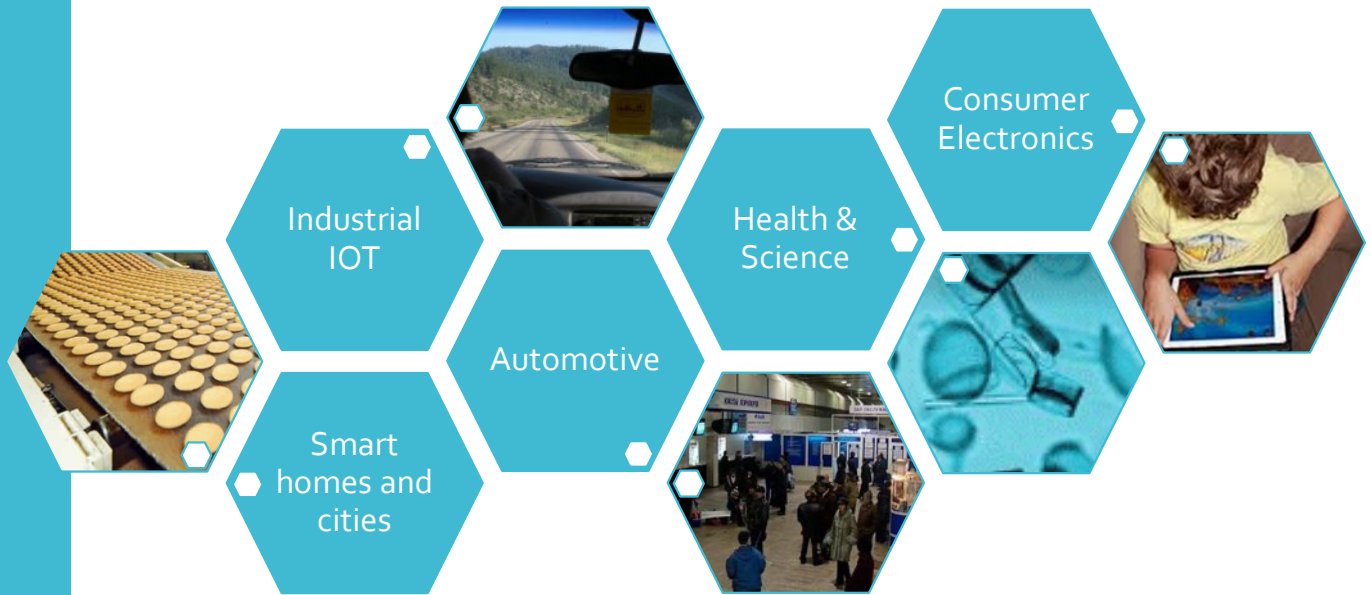 Consumer
Electronics
Industrial
IOT
Health &
Science
Automotive
Smart
homes and
cities